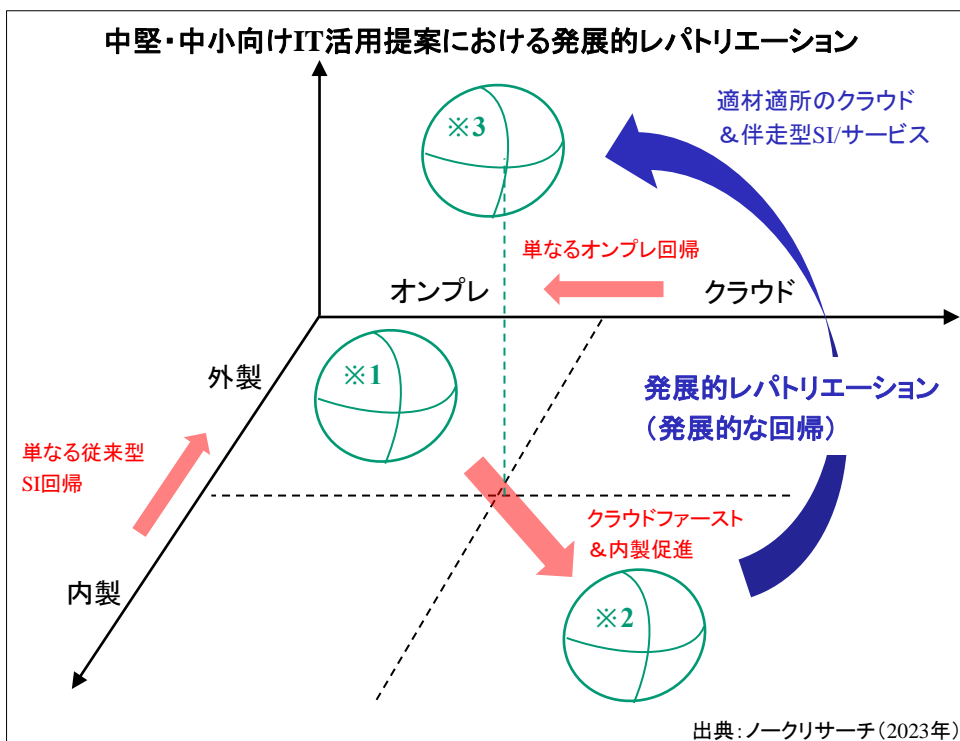 中堅・中小向けIT活用提案における発展的レパトリエーション
※3
適材適所のクラウド
＆伴走型SI/サービス
単なるオンプレ回帰
オンプレ
クラウド
外製
※1
発展的レパトリエーション
（発展的な回帰）
単なる従来型
SI回帰
クラウドファースト
＆内製促進
内製
※2
出典：ノークリサーチ（2023年）